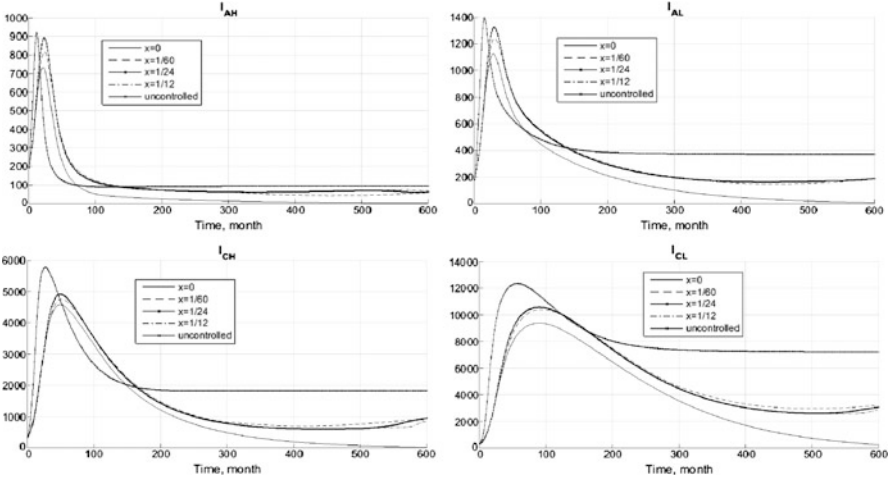 I_AH
1000
900
800
700
600
500
400
300
200
100
0
x=0
x=1/60
x=1/24
x=1/12
uncontrolled
0 100 200 300 400 500 600
Time, month
I_AL
1400
1200
1000
800
600
400
200
0
x=0
x=1/60
x=1/24
x=1/12
uncontrolled
0 100 200 300 400 500 600
Time, month
I_CH
6000
5000
4000
3000
2000
1000
0
x=0
x=1/60
x=1/24
x=1/12
uncontrolled
0 100 200 300 400 500 600
Time, month
I_CL
14000
12000
10000
8000
6000
4000
2000
0
x=0
x=1/60
x=1/24
x=1/12
uncontrolled
0 100 200 300 400 500 600
Time, month